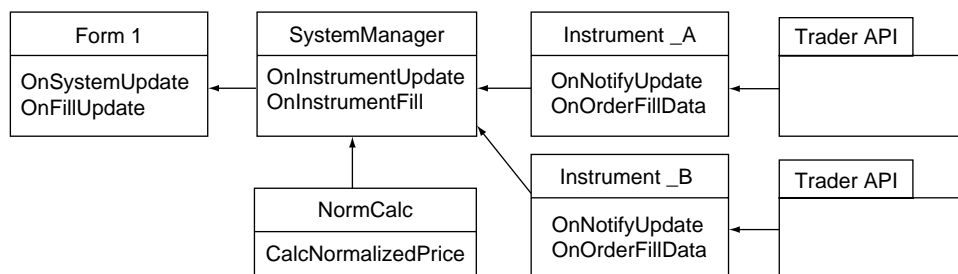 Form 1
OnSystemUpdate
OnFillUpdate
SystemManager
OnInstrumentUpdate
OnInstrumentFill
Instrument _A
OnNotifyUpdate
OnOrderFillData
Trader API
NormCalc
CalcNormalizedPrice
Instrument _B
OnNotifyUpdate
OnOrderFillData
Trader API